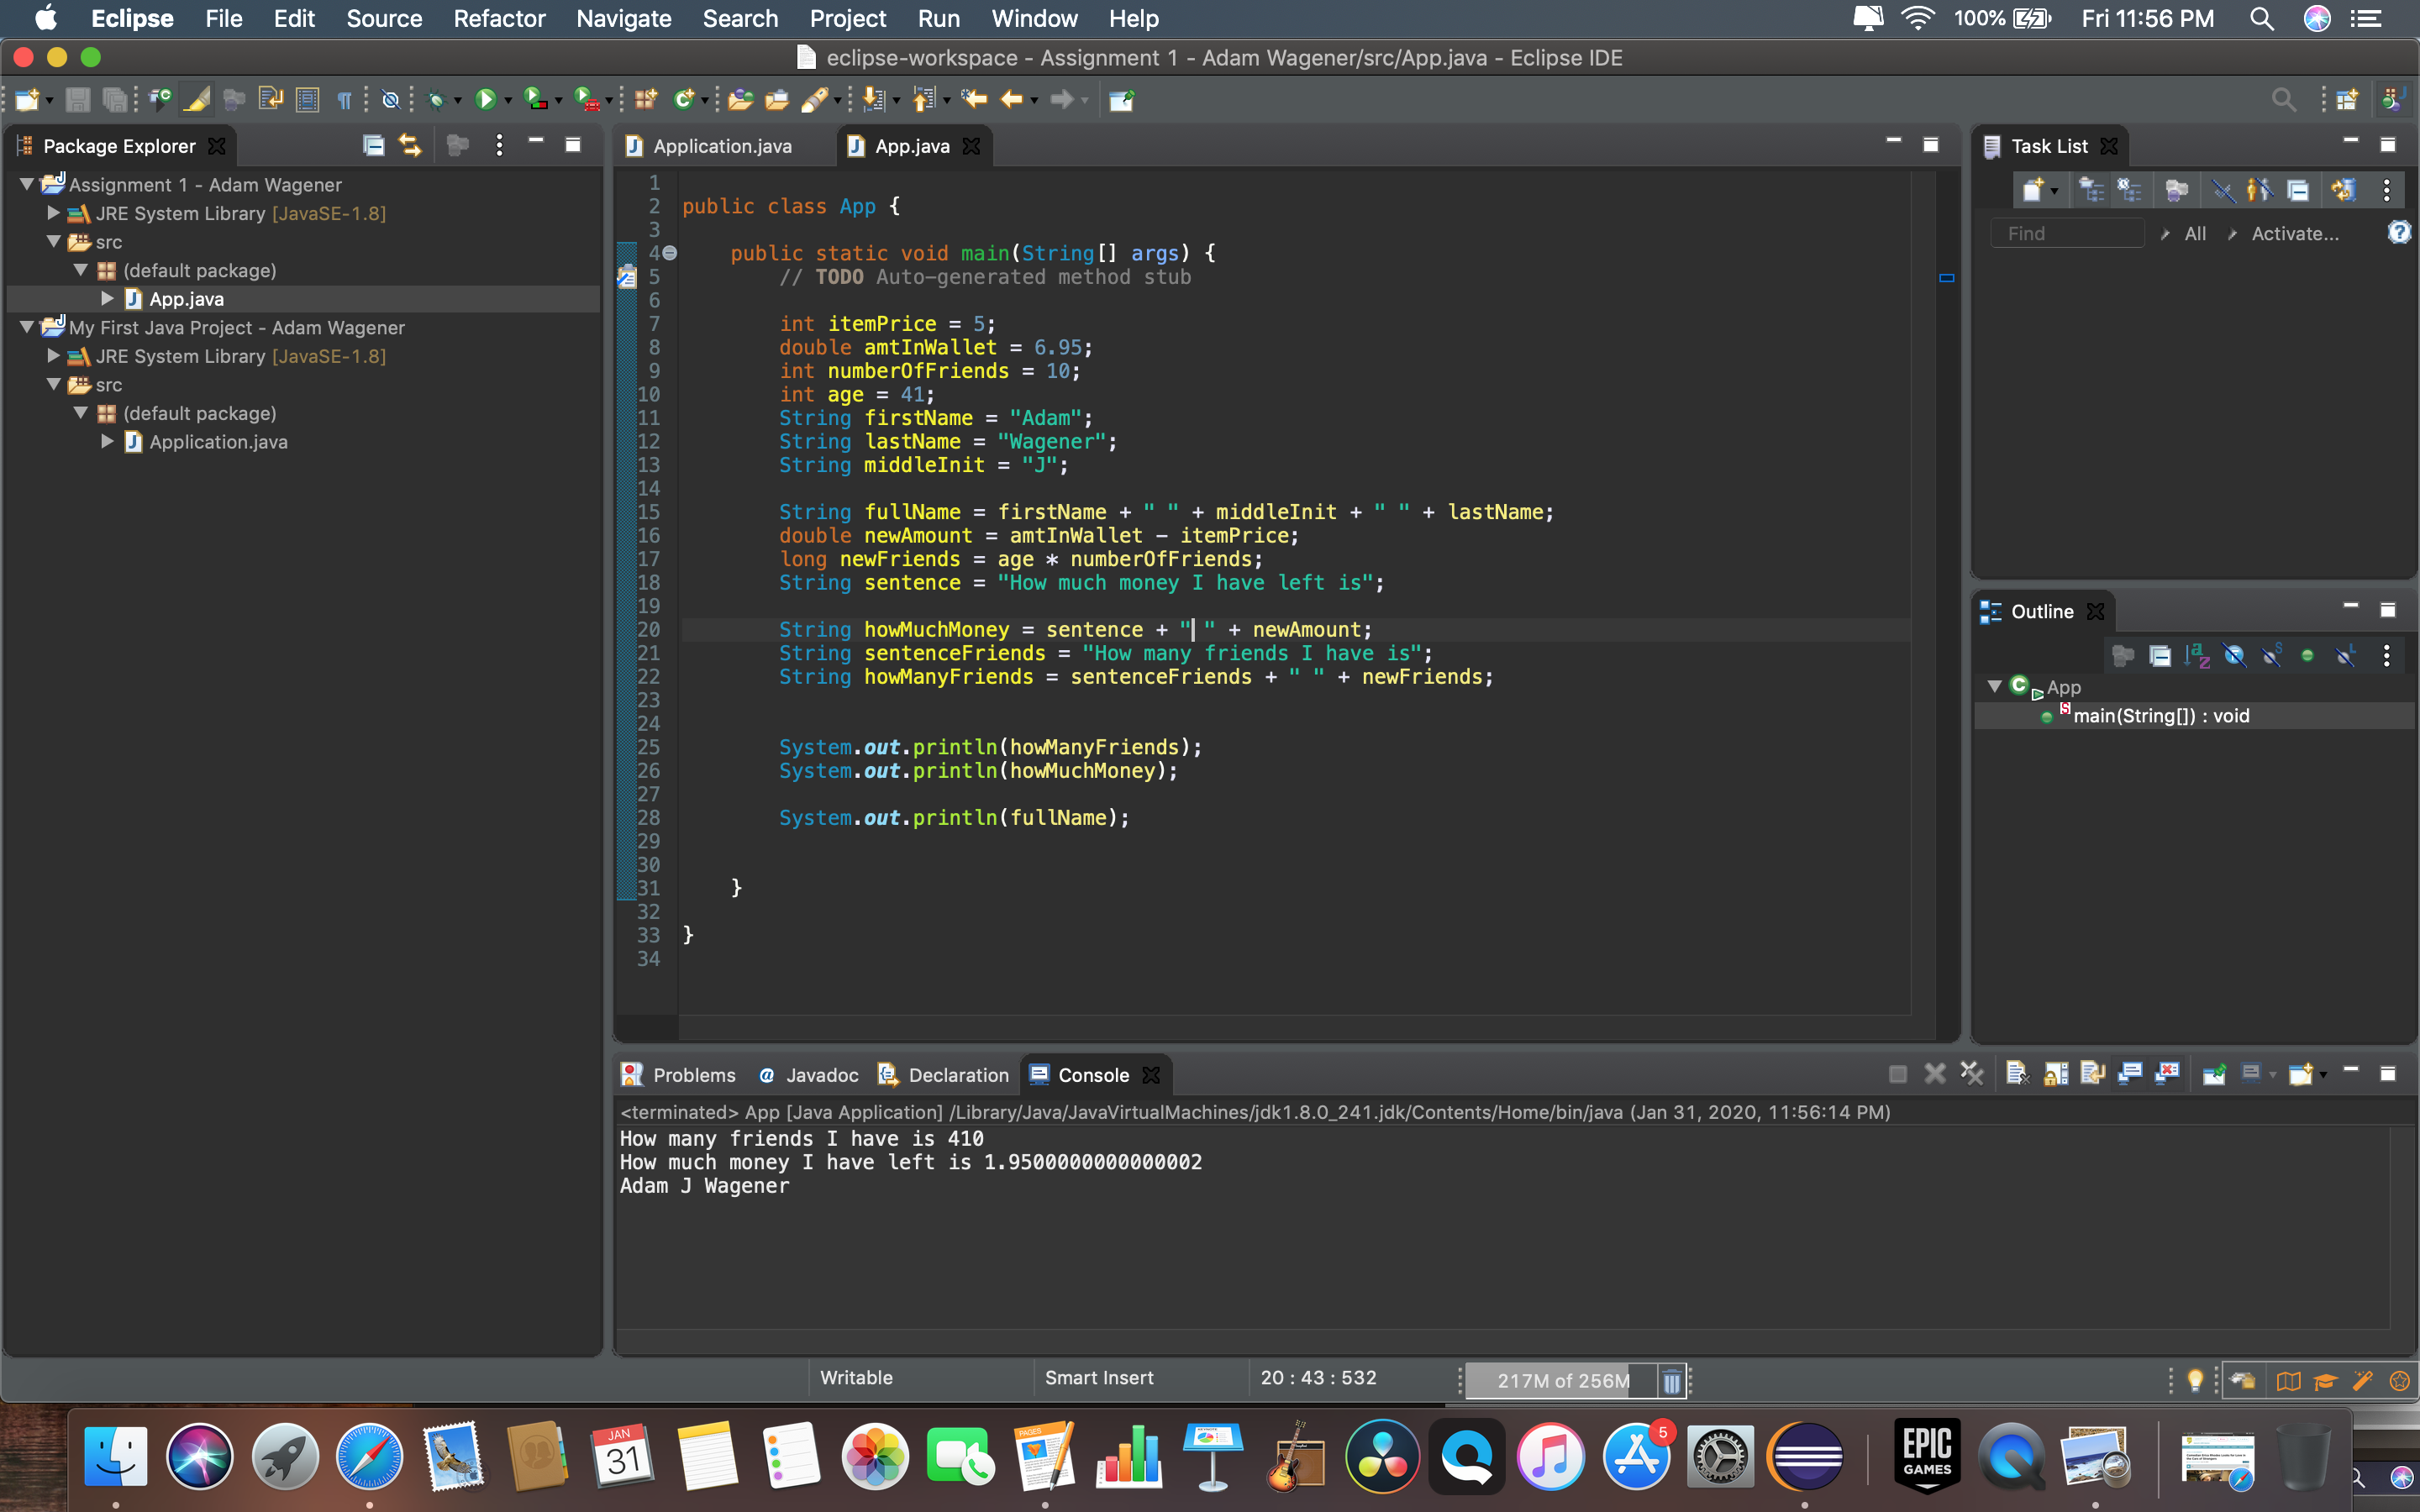 Eclipse File Edit Source Refactor Navigate Search Project Run Window Help 100% Fri 11:56 PM
eclipse-workspace - Assignment 1 - Adam Wagener/src/App.java - Eclipse IDE
Package Explorer
Assignment 1 - Adam Wagener
JRE System Library [JavaSE-1.8]
src
(default package)
App.java
My First Java Project - Adam Wagener
JRE System Library [JavaSE-1.8]
src
(default package)
Application.java
Application.java App.java
1
2 public class App {
3
4 public static void main(String[] args) {
5 // TODO Auto-generated method stub
6
7 int itemPrice = 5;
8 double amtInWallet = 6.95;
9 int numberOfFriends = 10;
10 int age = 41;
11 String firstName = "Adam";
12 String lastName = "Wagener";
13 String middleInit = "J";
14
15 String fullName = firstName + " " + middleInit + " " + lastName;
16 double newAmount = amtInWallet - itemPrice;
17 long newFriends = age * numberOfFriends;
18 String sentence = "How much money I have left is";
19
20 String howMuchMoney = sentence + " " + newAmount;
21 String sentenceFriends = "How many friends I have is";
22 String howManyFriends = sentenceFriends + " " + newFriends;
23
24
25 System.out.println(howManyFriends);
26 System.out.println(howMuchMoney);
27
28 System.out.println(fullName);
29
30
31 }
32
33 }
34
Task List
Find All Activate...
Outline
App
main(String[]) : void
Problems Javadoc Declaration Console
<terminated> App [Java Application] /Library/Java/JavaVirtualMachines/jdk1.8.0_241.jdk/Contents/Home/bin/java (Jan 31, 2020, 11:56:14 PM)
How many friends I have is 410
How much money I have left is 1.9500000000000002
Adam J Wagener
Writable Smart Insert 20 : 43 : 532 217M of 256M
JAN
31
PAGES
5
EPIC
GAMES